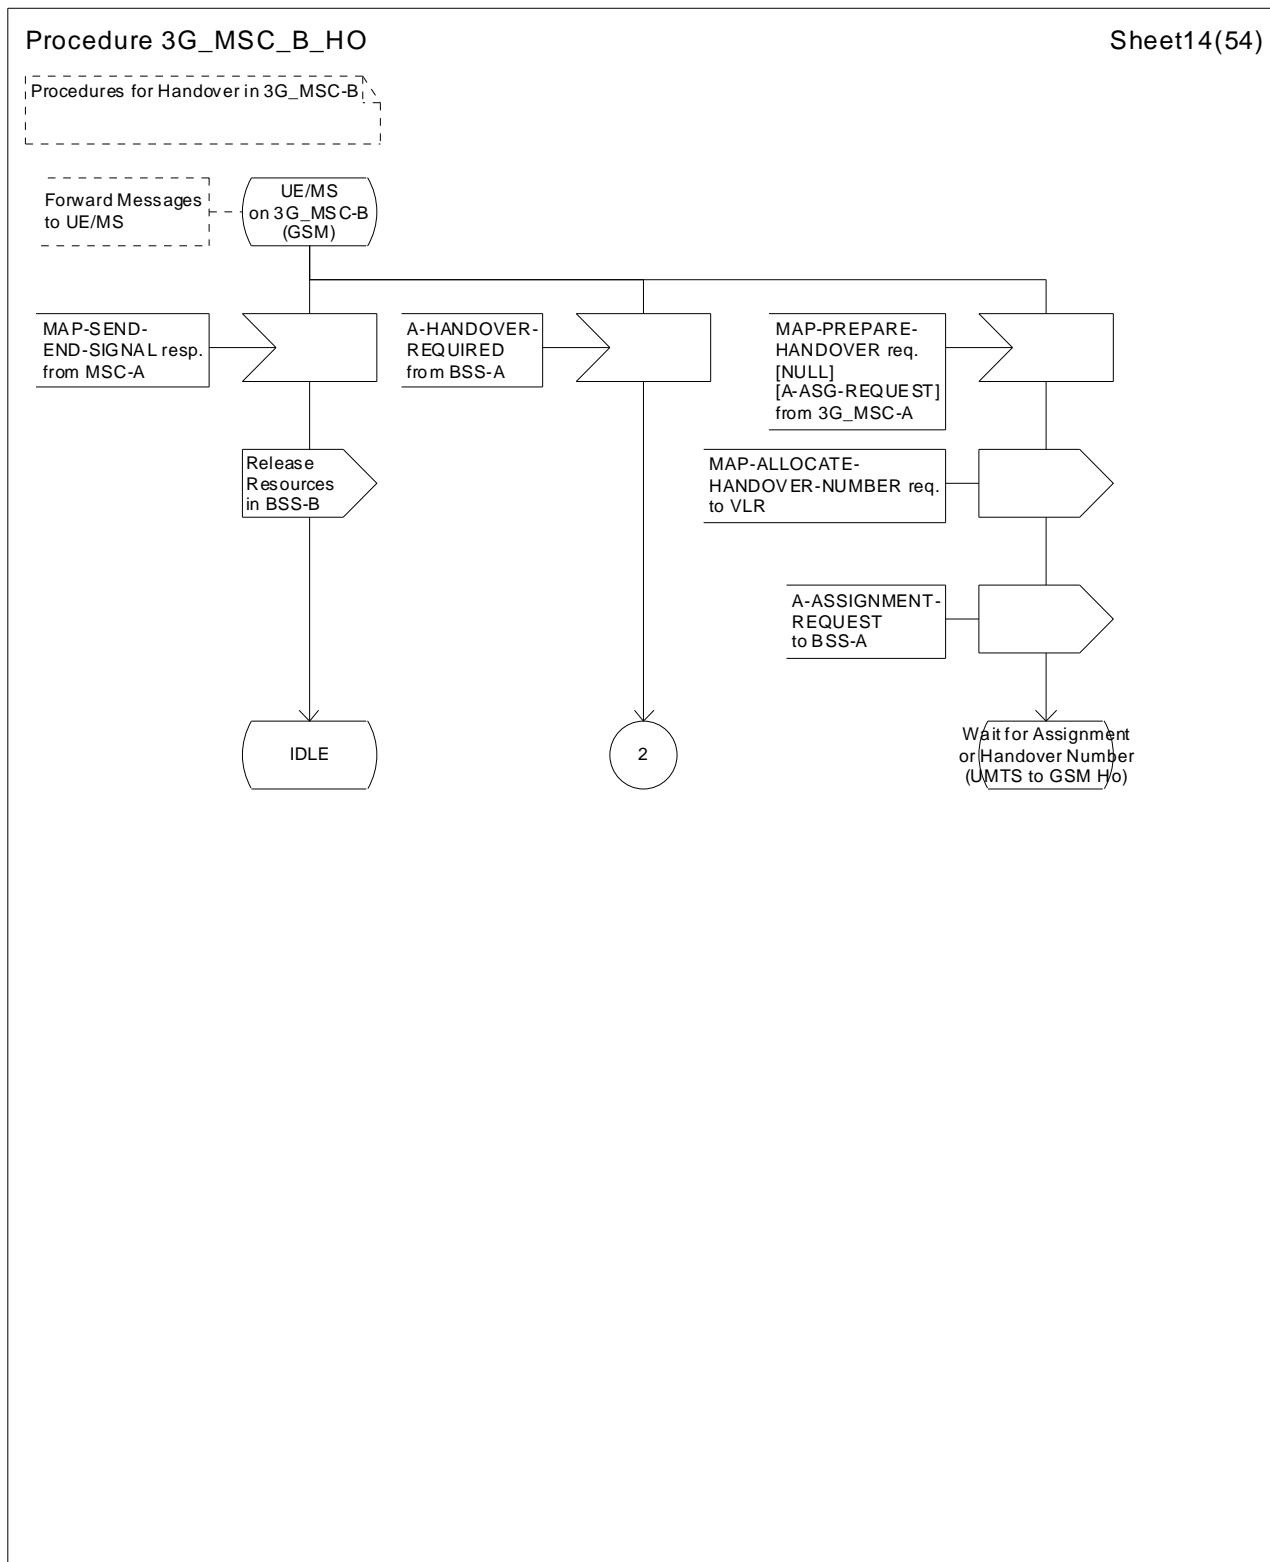 Procedure 3G_MSC_B_HO
Sheet14(54)
Procedures for Handover in 3G_MSC-B
Forward Messages
to UE/MS
UE/MS
on 3G_MSC-B
(GSM)
MAP-SEND-
END-SIGNAL resp.
from MSC-A
A-HANDOVER-
REQUIRED
from BSS-A
MAP-PREPARE-
HANDOVER req.
[NULL]
[A-ASG-REQUEST]
from 3G_MSC-A
Release
Resources
in BSS-B
MAP-ALLOCATE-
HANDOVER-NUMBER req.
to VLR
A-ASSIGNMENT-
REQUEST
to BSS-A
IDLE
2
Wait for Assignment
or Handover Number
(UMTS to GSM Ho)